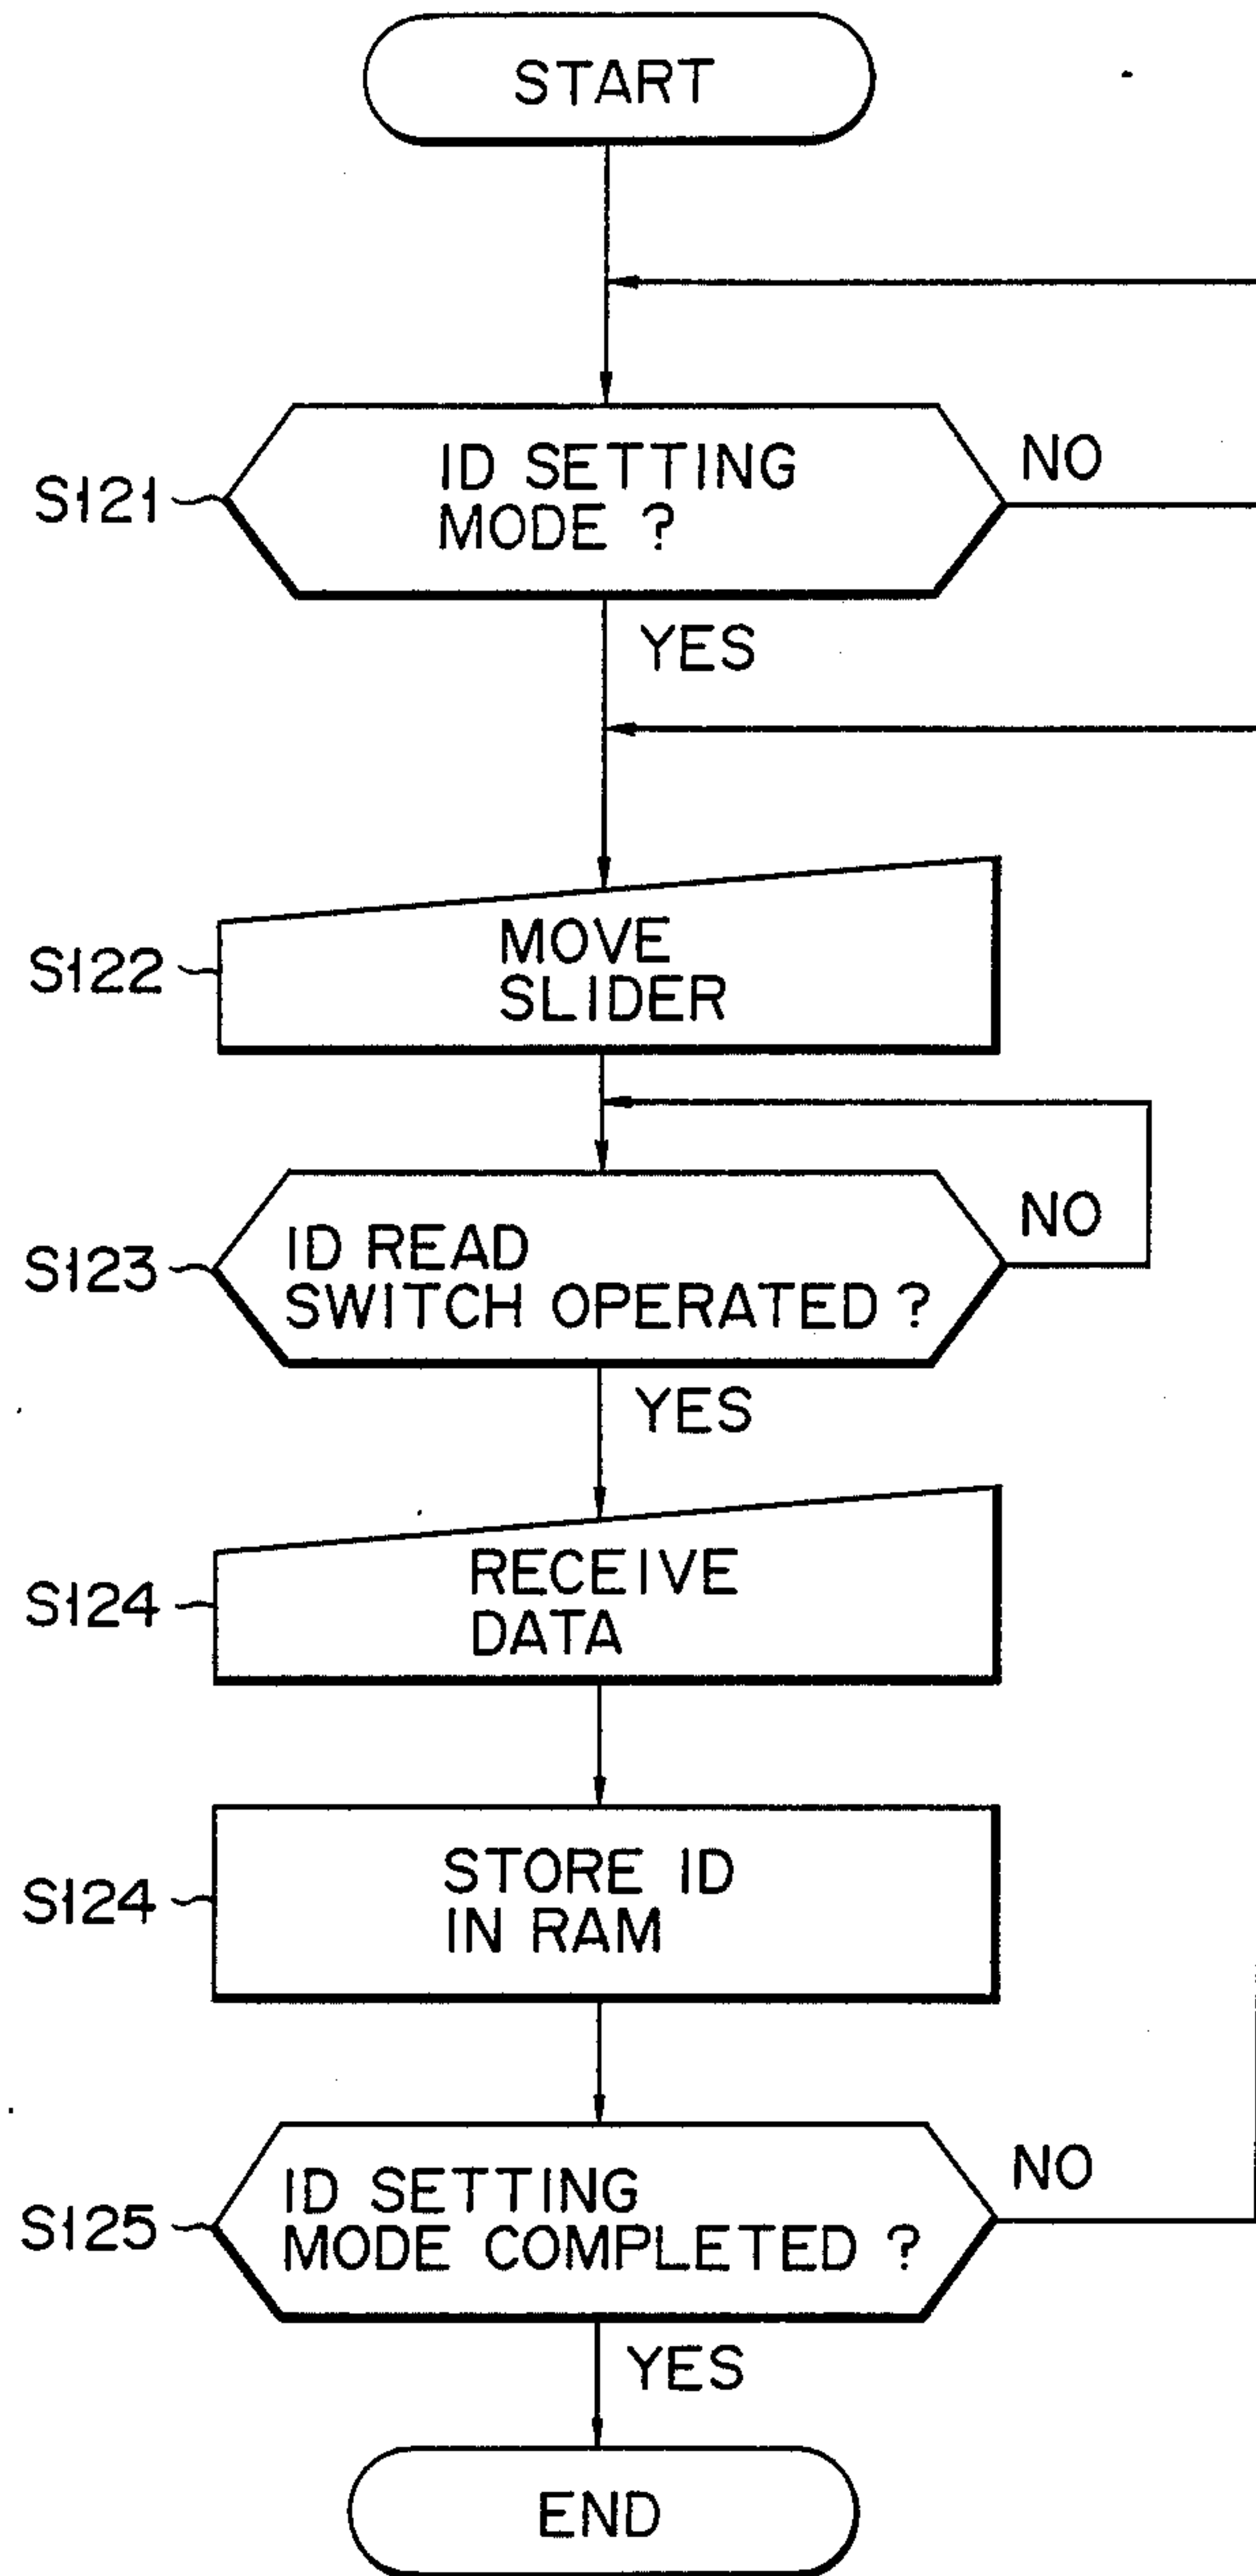 START
ID SETTING
MODE ?
NO
S121
YES
MOVE
SLIDER
S122
ID READ
SWITCH OPERATED ?
NO
S123
YES
RECEIVE
DATA
S124
STORE ID
IN RAM
S124
ID SETTING
MODE COMPLETED ?
NO
S125
YES
END